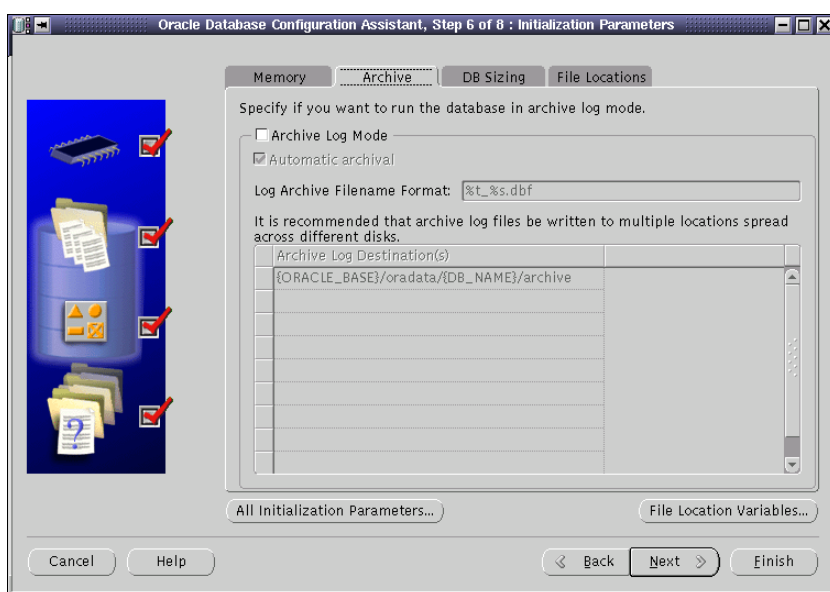 Oracle Database Configuration Assistant, Step 6 of 8 : Initialization Parameters
Memory Archive DB Sizing File Locations
Specify if you want to run the database in archive log mode.
Archive Log Mode
Automatic archival
Log Archive Filename Format: %t_%s.dbf
It is recommended that archive log files be written to multiple locations spread
across different disks.
Archive Log Destination(s)
{ORACLE_BASE}/oradata/{DB_NAME}/archive
?
All Initialization Parameters... File Location Variables...
Cancel Help Back Next Finish